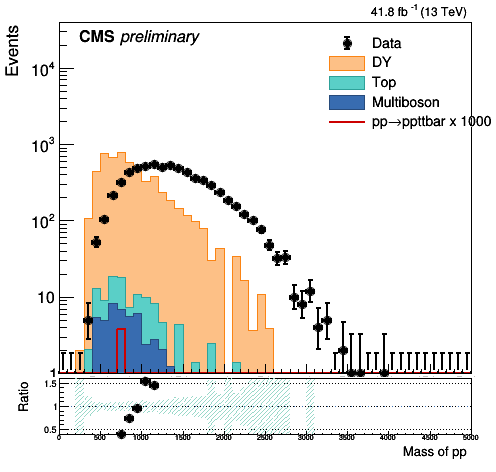 41.8 fb⁻¹ (13 TeV)
Events
CMS preliminary
Data
DY
Top
Multiboson
pp→ppttbar x 1000
10⁴
10³
10²
10
1
Ratio
1.5
1
0.5
0 500 1000 1500 2000 2500 3000 3500 4000 4500 5000
Mass of pp